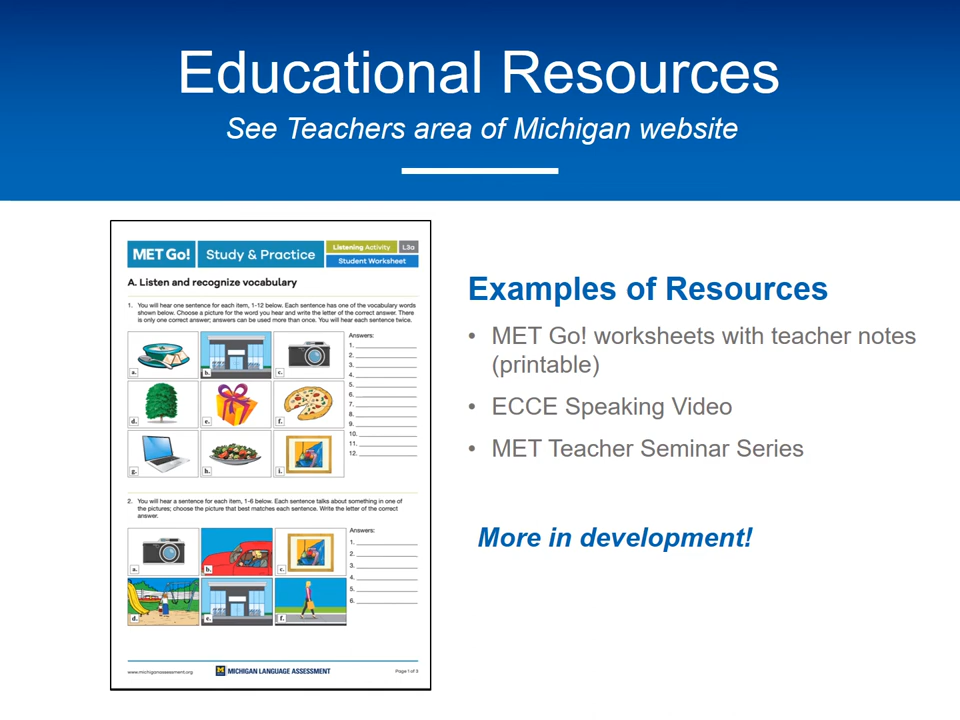 Educational Resources
See Teachers area of Michigan website
MET Go!
Study & Practice
Listening Activity
L3a
Student Worksheet
A. Listen and recognize vocabulary
1. You will hear one sentence for each item, 1-12 below. Each sentence has one of the vocabulary words
shown below. Choose a picture for the word you hear and write the letter of the correct answer. There
is only one correct answer; answers can be used more than once. You will hear each sentence twice.
Answers:
a.
b.
c.
d.
e.
f.
g.
h.
i.
1.
2.
3.
4.
5.
6.
7.
8.
9.
10.
11.
12.
2. You will hear a sentence for each item, 1-6 below. Each sentence talks about something in one of
the pictures; choose the picture that best matches each sentence. Write the letter of the correct
answer.
Answers:
a.
b.
c.
d.
e.
f.
1.
2.
3.
4.
5.
6.
www.michiganassessment.org
M MICHIGAN LANGUAGE ASSESSMENT
Page 1 of 3
Examples of Resources
• MET Go! worksheets with teacher notes
(printable)
• ECCE Speaking Video
• MET Teacher Seminar Series
More in development!